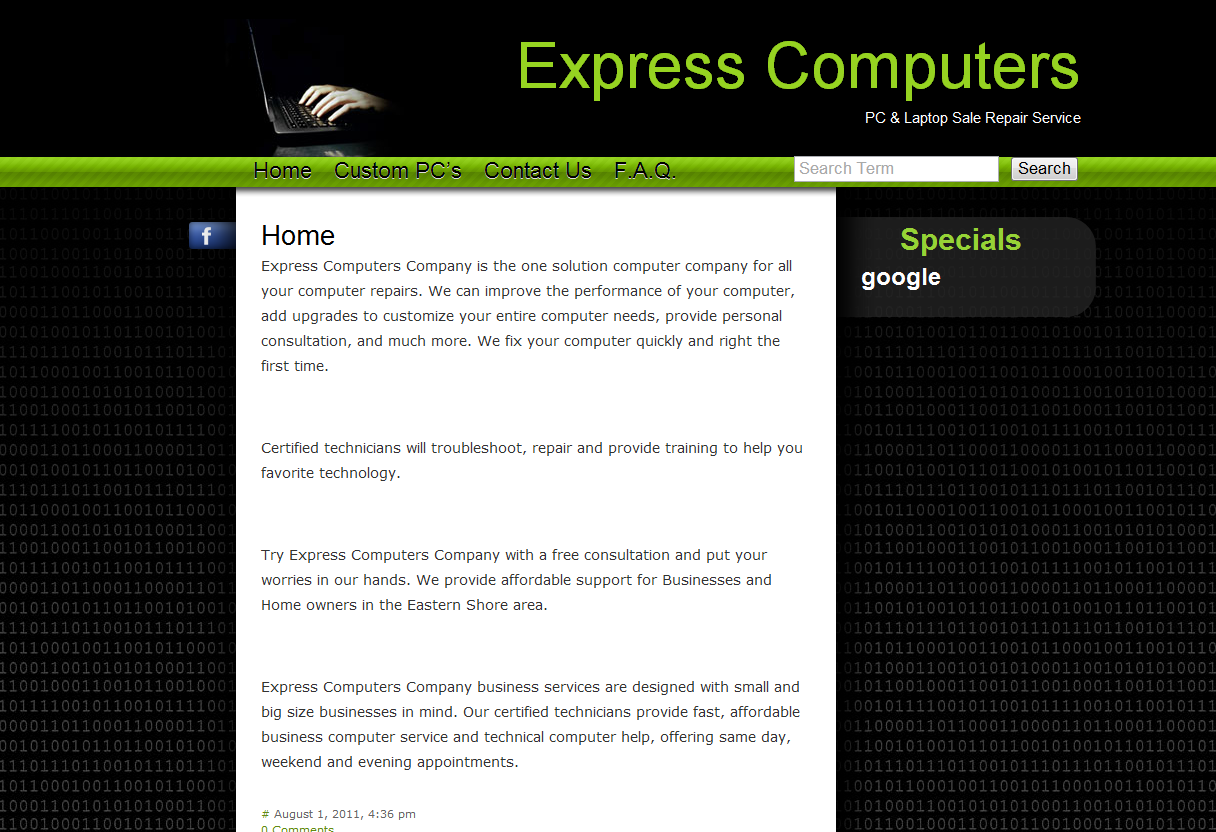 Express Computers
PC & Laptop Sale Repair Service
Home Custom PC’s Contact Us F.A.Q. Search Term Search
f
Home
Express Computers Company is the one solution computer company for all
your computer repairs. We can improve the performance of your computer,
add upgrades to customize your entire computer needs, provide personal
consultation, and much more. We fix your computer quickly and right the
first time.
Certified technicians will troubleshoot, repair and provide training to help you
favorite technology.
Try Express Computers Company with a free consultation and put your
worries in our hands. We provide affordable support for Businesses and
Home owners in the Eastern Shore area.
Express Computers Company business services are designed with small and
big size businesses in mind. Our certified technicians provide fast, affordable
business computer service and technical computer help, offering same day,
weekend and evening appointments.
# August 1, 2011, 4:36 pm
0 Comments
Specials
google